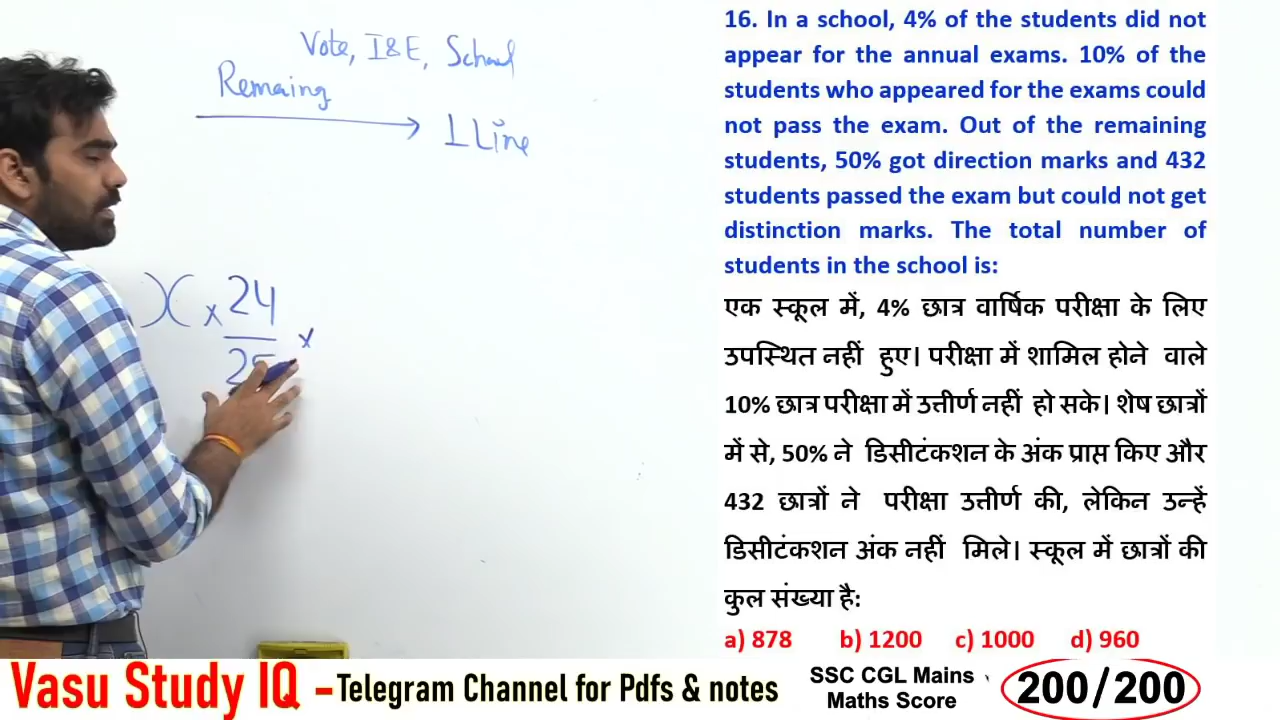 Vote, I&E, School
Remaing
⊥ Line
)( × 24 ×
25
16. In a school, 4% of the students did not
appear for the annual exams. 10% of the
students who appeared for the exams could
not pass the exam. Out of the remaining
students, 50% got direction marks and 432
students passed the exam but could not get
distinction marks. The total number of
students in the school is:
एक स्कूल में, 4% छात्र वार्षिक परीक्षा के लिए
उपस्थित नहीं हुए। परीक्षा में शामिल होने वाले
10% छात्र परीक्षा में उत्तीर्ण नहीं हो सके। शेष छात्रों
में से, 50% ने डिसीटंकशन के अंक प्राप्त किए और
432 छात्रों ने परीक्षा उत्तीर्ण की, लेकिन उन्हें
डिसीटंकशन अंक नहीं मिले। स्कूल में छात्रों की
कुल संख्या है:
a) 878 b) 1200 c) 1000 d) 960
Vasu Study IQ – Telegram Channel for Pdfs & notes
SSC CGL Mains
Maths Score
200/200